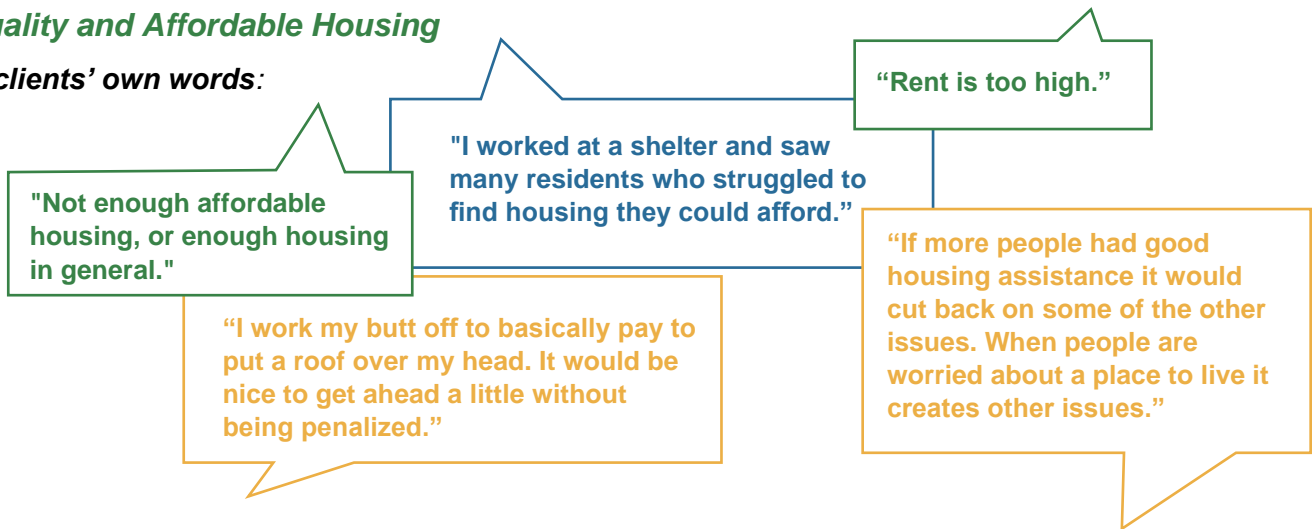 ality and Affordable Housing
clients’ own words:
“Rent is too high.”
"I worked at a shelter and saw
many residents who struggled to
find housing they could afford.”
"Not enough affordable
housing, or enough housing
in general."
“If more people had good
housing assistance it would
cut back on some of the other
issues. When people are
worried about a place to live it
creates other issues.”
“I work my butt off to basically pay to
put a roof over my head. It would be
nice to get ahead a little without
being penalized.”